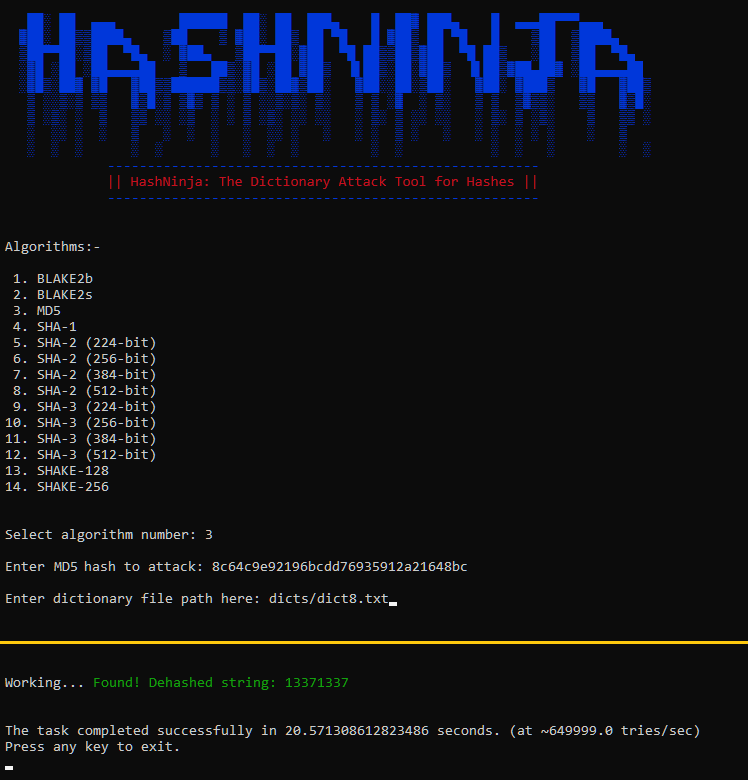 HASHNINJA
-----------------------------------------------------
|| HashNinja: The Dictionary Attack Tool for Hashes ||
-----------------------------------------------------
Algorithms:-
1. BLAKE2b
2. BLAKE2s
3. MD5
4. SHA-1
5. SHA-2 (224-bit)
6. SHA-2 (256-bit)
7. SHA-2 (384-bit)
8. SHA-2 (512-bit)
9. SHA-3 (224-bit)
10. SHA-3 (256-bit)
11. SHA-3 (384-bit)
12. SHA-3 (512-bit)
13. SHAKE-128
14. SHAKE-256
Select algorithm number: 3
Enter MD5 hash to attack: 8c64c9e92196bcdd76935912a21648bc
Enter dictionary file path here: dicts/dict8.txt
Working... Found! Dehashed string: 13371337
The task completed successfully in 20.571308612823486 seconds. (at ~649999.0 tries/sec)
Press any key to exit.